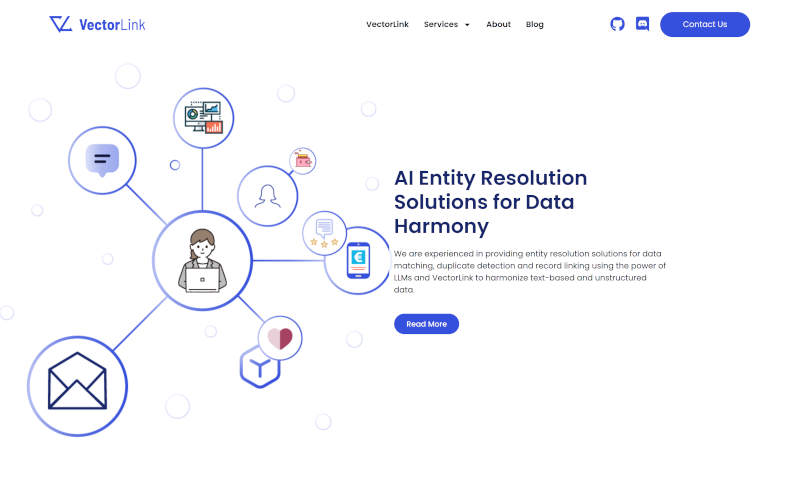 VectorLink
VectorLink Services About Blog
Contact Us
AI Entity Resolution
Solutions for Data
Harmony
We are experienced in providing entity resolution solutions for data
matching, duplicate detection and record linking using the power of
LLMs and VectorLink to harmonize text-based and unstructured
data.
Read More